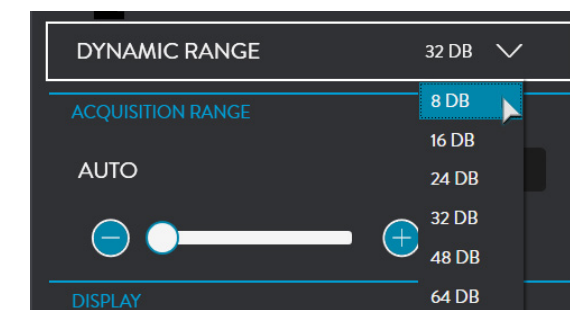 DYNAMIC RANGE 32 DB
8 DB
ACQUISITION RANGE
16 DB
AUTO
24 DB
32 DB
48 DB
DISPLAY
64 DB